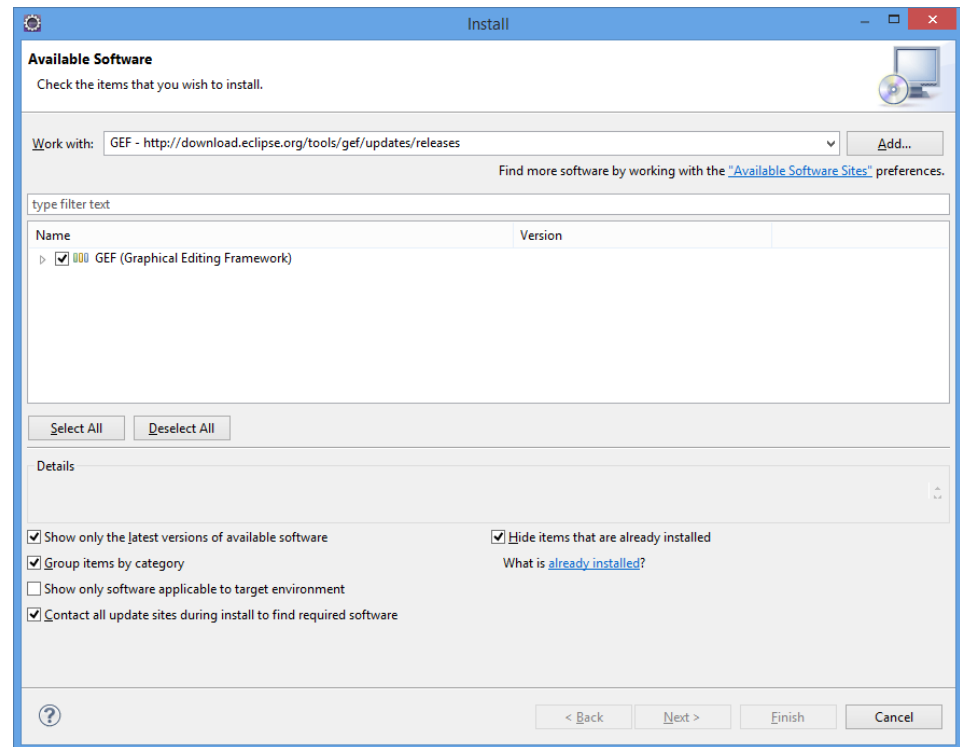 Install
Available Software
Check the items that you wish to install.
Work with: GEF - http://download.eclipse.org/tools/gef/updates/releases Add...
Find more software by working with the "Available Software Sites" preferences.
type filter text
Name Version
GEF (Graphical Editing Framework)
Select All Deselect All
Details
Show only the latest versions of available software Hide items that are already installed
Group items by category What is already installed?
Show only software applicable to target environment
Contact all update sites during install to find required software
? < Back Next > Finish Cancel